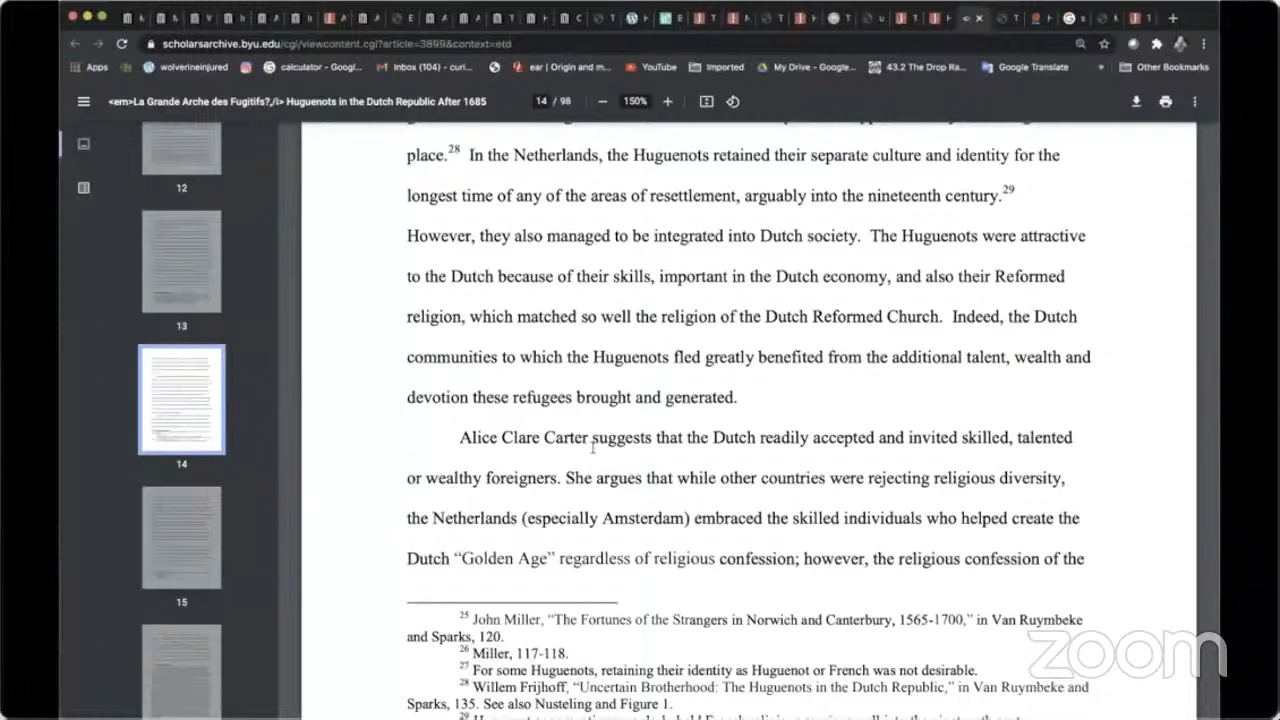 scholarsarchive.byu.edu/cgi/viewcontent.cgi?article=3899&context=etd
Apps
wolverineinjured
calculator - Googl...
Inbox (104) - curi...
ear | Origin and m...
YouTube
Imported
My Drive - Google...
43.2 The Drop Ra...
Google Translate
»
Other Bookmarks
<em>La Grande Arche des Fugitifs?,/i> Huguenots in the Dutch Republic After 1685
14 / 98
150%
12
13
14
15
place.28 In the Netherlands, the Huguenots retained their separate culture and identity for the
longest time of any of the areas of resettlement, arguably into the nineteenth century.29
However, they also managed to be integrated into Dutch society. The Huguenots were attractive
to the Dutch because of their skills, important in the Dutch economy, and also their Reformed
religion, which matched so well the religion of the Dutch Reformed Church. Indeed, the Dutch
communities to which the Huguenots fled greatly benefited from the additional talent, wealth and
devotion these refugees brought and generated.
Alice Clare Carter suggests that the Dutch readily accepted and invited skilled, talented
or wealthy foreigners. She argues that while other countries were rejecting religious diversity,
the Netherlands (especially Amsterdam) embraced the skilled individuals who helped create the
Dutch “Golden Age” regardless of religious confession; however, the religious confession of the
25 John Miller, “The Fortunes of the Strangers in Norwich and Canterbury, 1565-1700,” in Van Ruymbeke
and Sparks, 120.
26 Miller, 117-118.
27 For some Huguenots, retaining their identity as Huguenot or French was not desirable.
28 Willem Frijhoff, “Uncertain Brotherhood: The Huguenots in the Dutch Republic,” in Van Ruymbeke and
Sparks, 135. See also Nusteling and Figure 1.
zoom